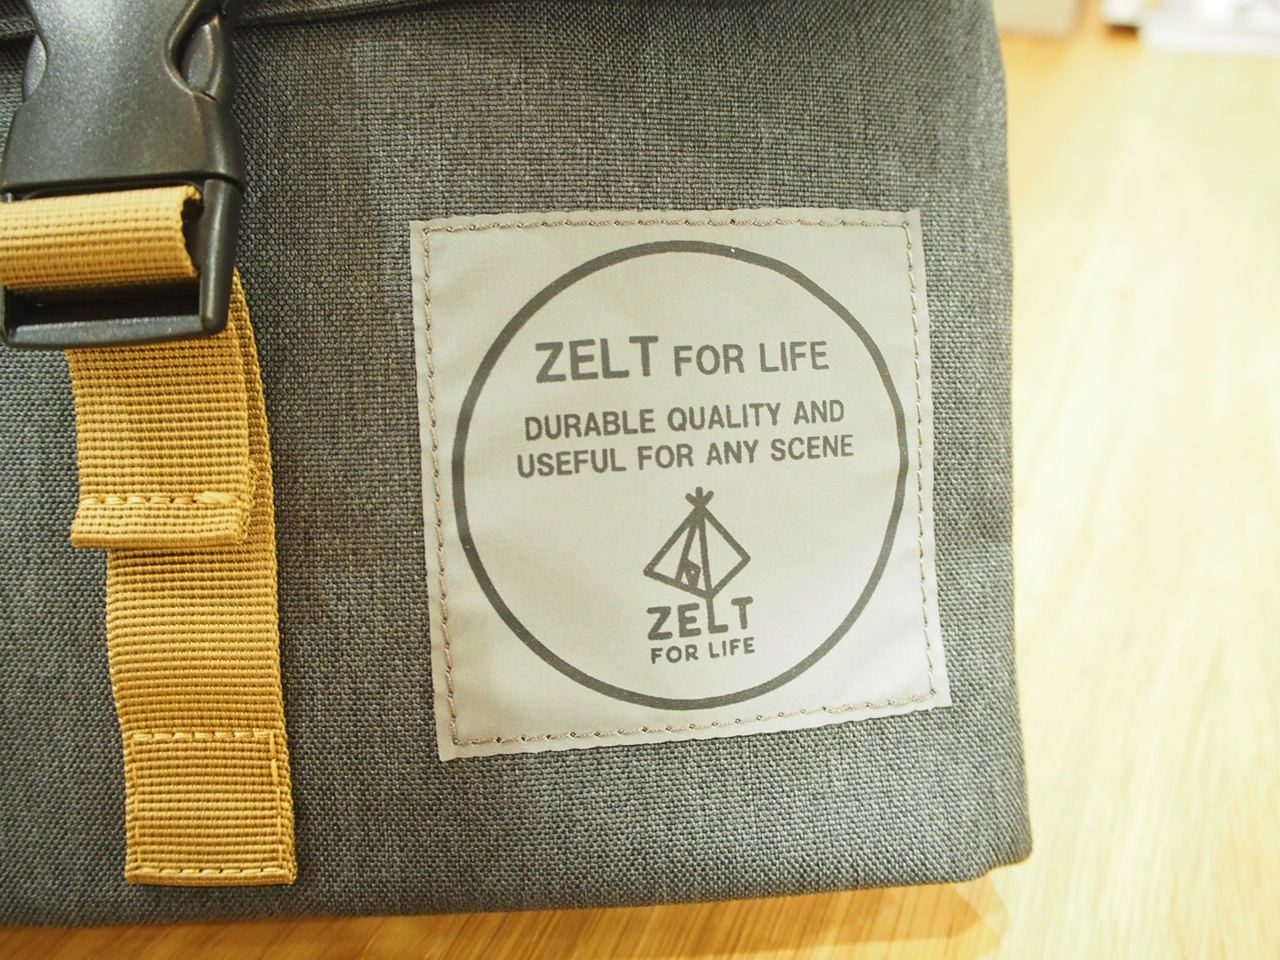 ZELT FOR LIFE
DURABLE QUALITY AND
USEFUL FOR ANY SCENE
ZELT
FOR LIFE